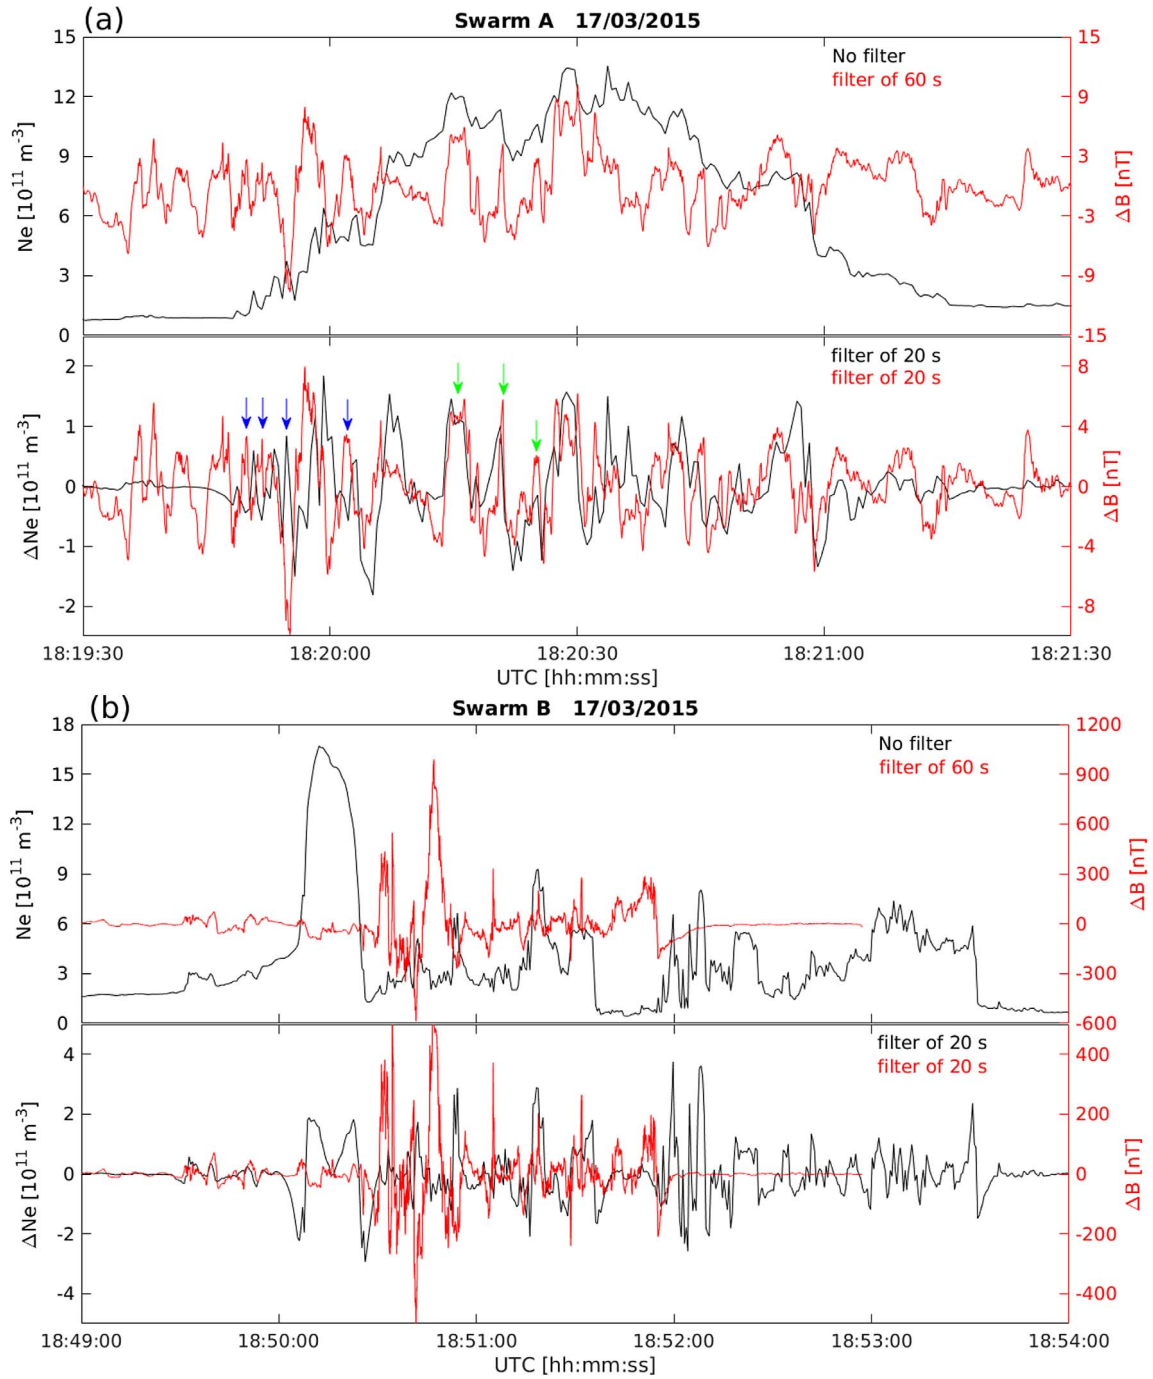 (a)
Swarm A 17/03/2015
No filter
filter of 60 s
15
12
9
6
3
0
Ne [10^11 m^-3]
15
9
3
-3
-9
-15
ΔB [nT]
filter of 20 s
filter of 20 s
2
1
0
-1
-2
ΔNe [10^11 m^-3]
8
4
0
-4
-8
ΔB [nT]
18:19:30 18:20:00 18:20:30 18:21:00 18:21:30
UTC [hh:mm:ss]
(b)
Swarm B 17/03/2015
No filter
filter of 60 s
18
15
12
9
6
3
0
Ne [10^11 m^-3]
1200
900
600
300
0
-300
-600
ΔB [nT]
filter of 20 s
filter of 20 s
4
2
0
-2
-4
ΔNe [10^11 m^-3]
400
200
0
-200
-400
ΔB [nT]
18:49:00 18:50:00 18:51:00 18:52:00 18:53:00 18:54:00
UTC [hh:mm:ss]